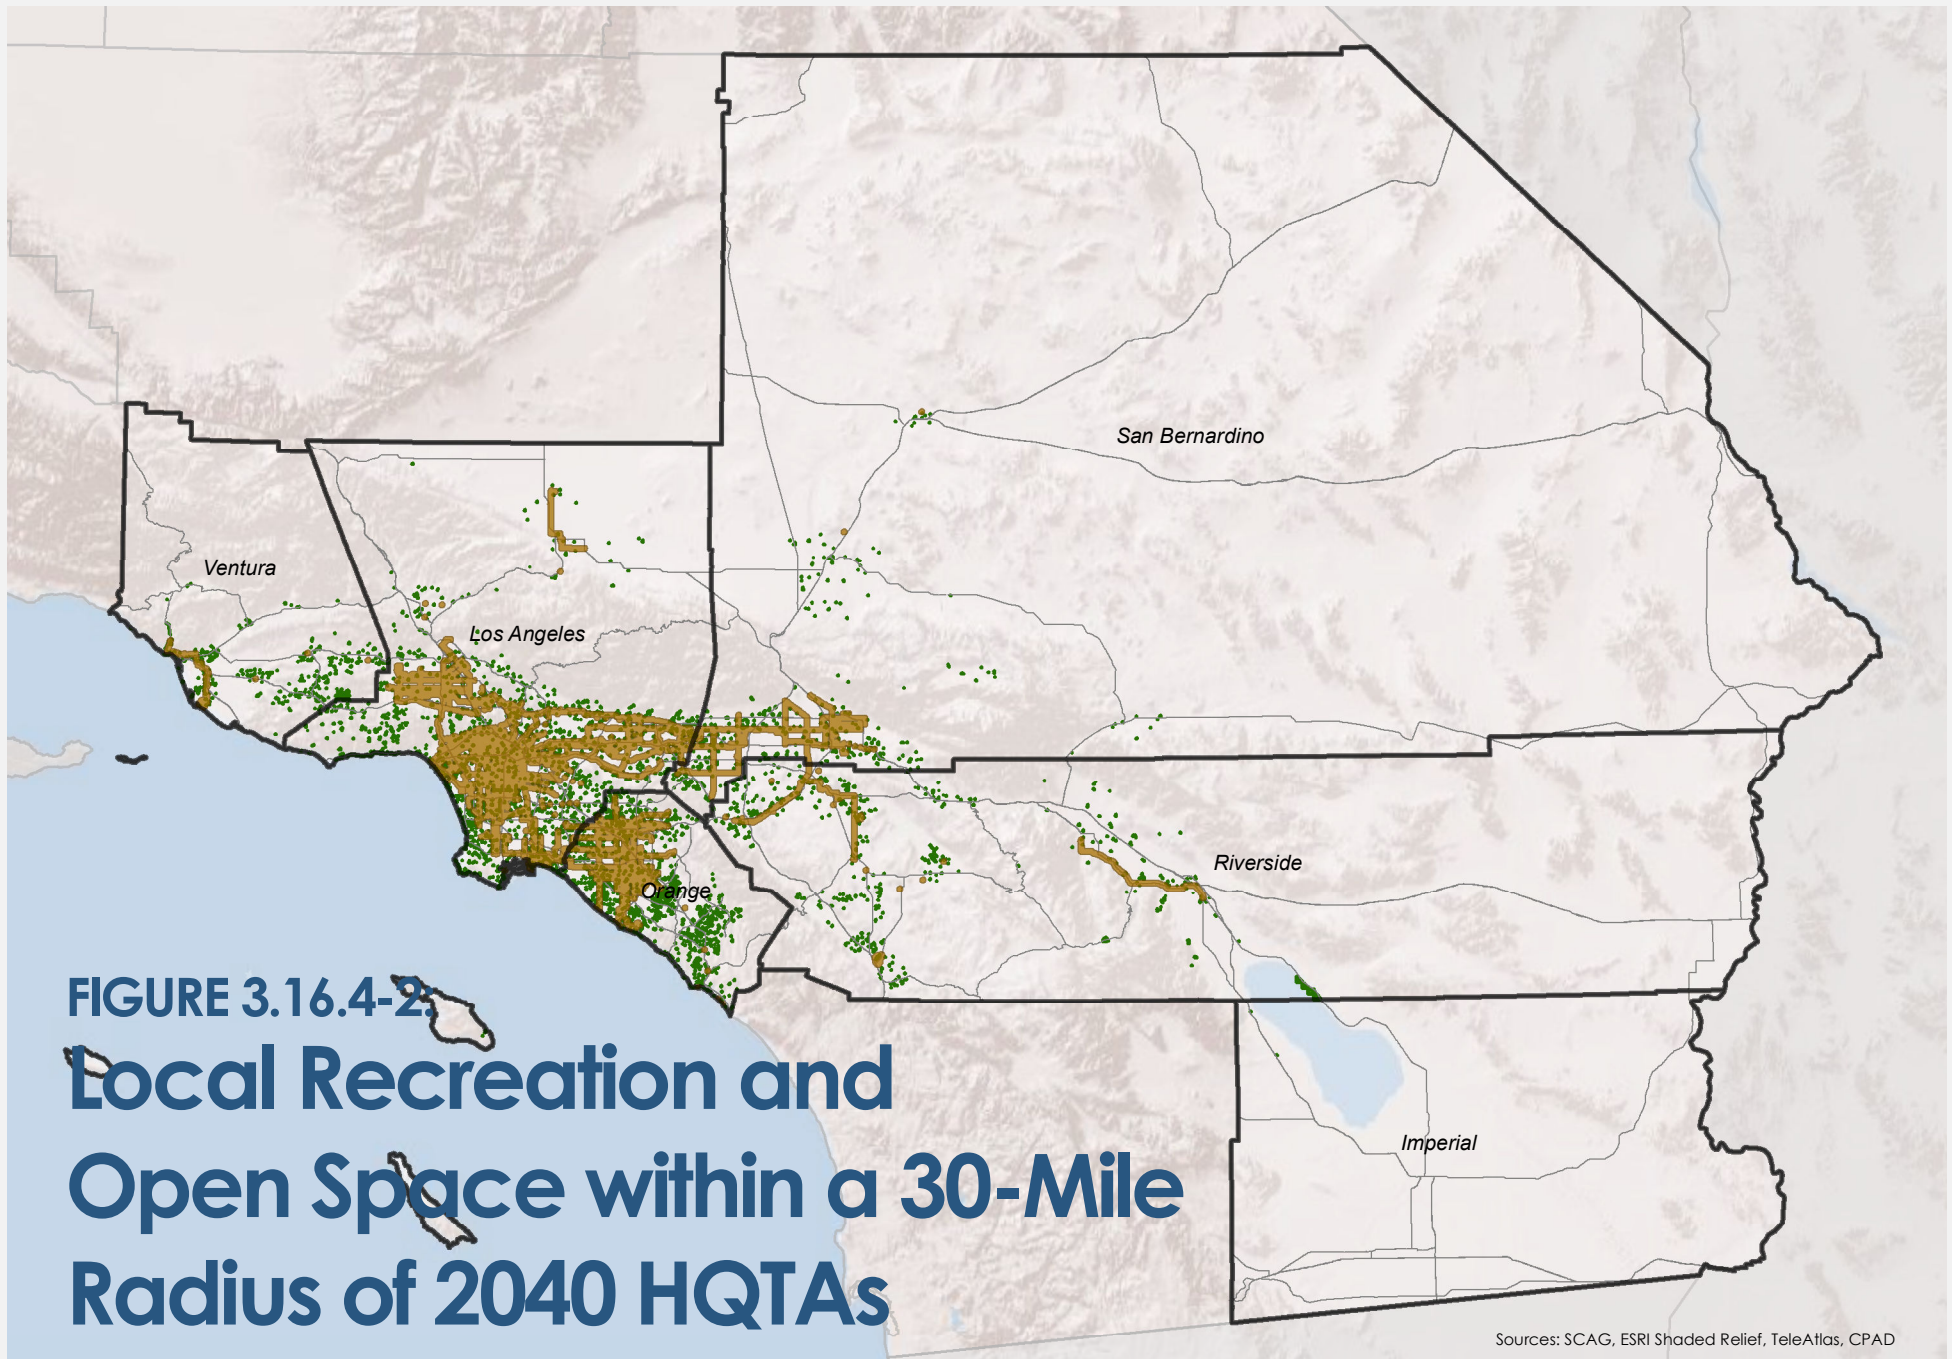 San Bernardino
Ventura
Los Angeles
Riverside
Orange
FIGURE 3.16.4-2:
Local Recreation and
Open Space within a 30-Mile
Radius of 2040 HQTAs
Imperial
Sources: SCAG, ESRI Shaded Relief, TeleAtlas, CPAD